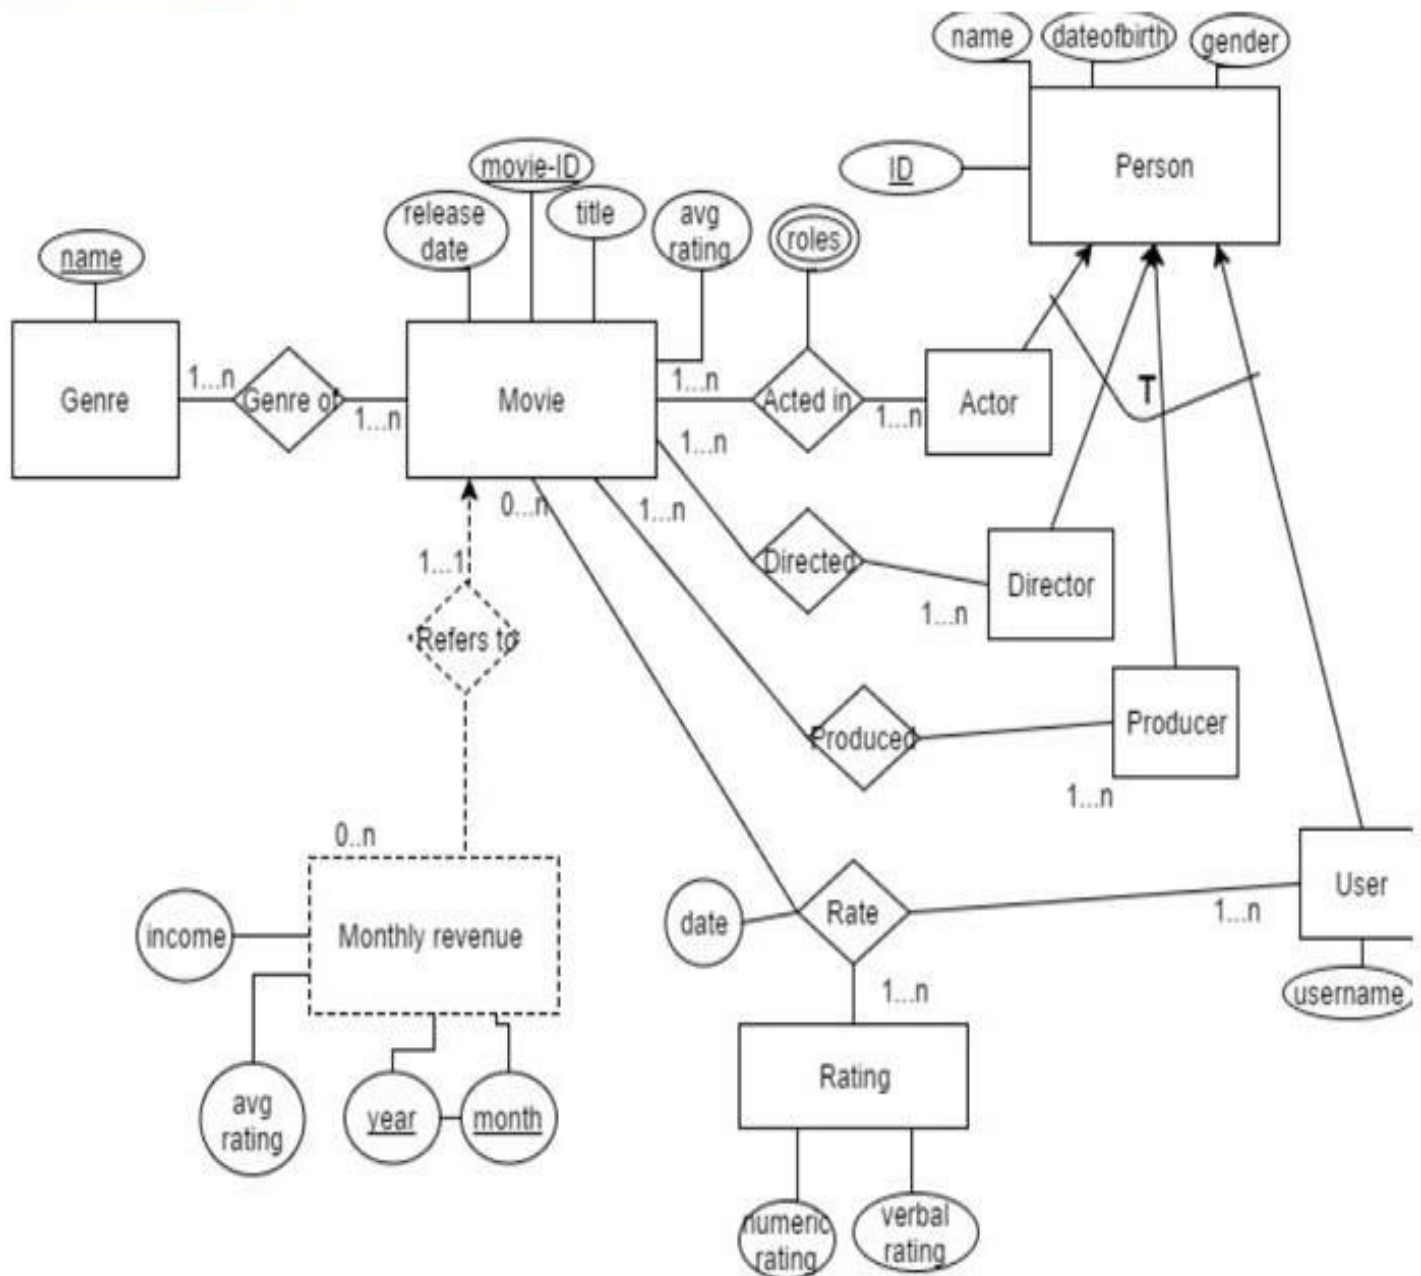 name
dateofbirth
gender
Person
ID
movie-ID
release
date
title
avg
rating
roles
name
Genre
1...n
Genre of
1...n
Movie
1...n
Acted in
1...n
Actor
T
1...n
0...n
1...n
1...1
Directed
1...n
Director
Refers to
Produced
1...n
Producer
0..n
income
Monthly revenue
date
Rate
1...n
User
username
1...n
avg
rating
year
month
Rating
numeric
rating
verbal
rating